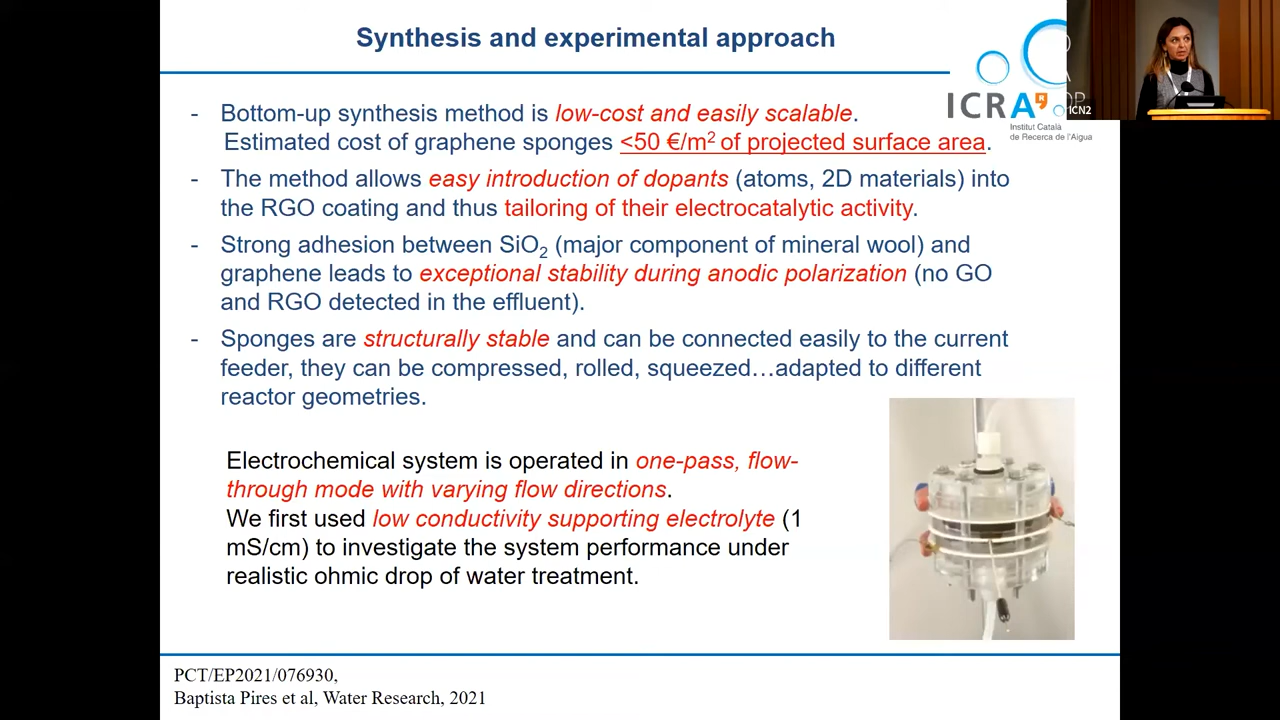 Synthesis and experimental approach
- Bottom-up synthesis method is low-cost and easily scalable.
Estimated cost of graphene sponges <50 €/m² of projected surface area.
- The method allows easy introduction of dopants (atoms, 2D materials) into
the RGO coating and thus tailoring of their electrocatalytic activity.
- Strong adhesion between SiO₂ (major component of mineral wool) and
graphene leads to exceptional stability during anodic polarization (no GO
and RGO detected in the effluent).
- Sponges are structurally stable and can be connected easily to the current
feeder, they can be compressed, rolled, squeezed…adapted to different
reactor geometries.
Electrochemical system is operated in one-pass, flow-
through mode with varying flow directions.
We first used low conductivity supporting electrolyte (1
mS/cm) to investigate the system performance under
realistic ohmic drop of water treatment.
PCT/EP2021/076930,
Baptista Pires et al, Water Research, 2021
ICRA
Institut Català
de Recerca de l'Aigua
ICN2